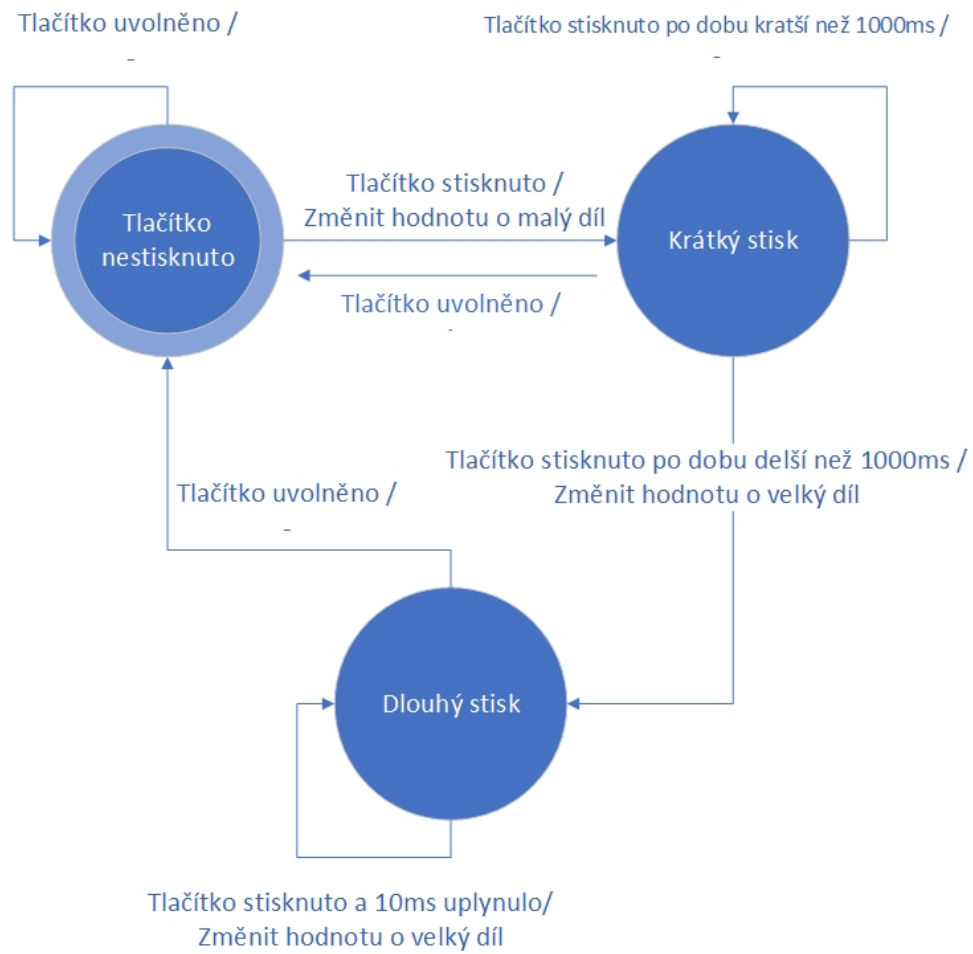 Tlačítko uvolněno /
-
Tlačítko stisknuto po dobu kratší než 1000ms /
-
Tlačítko
nestisknuto
Tlačítko stisknuto /
Změnit hodnotu o malý díl
Krátký stisk
Tlačítko uvolněno /
-
Tlačítko stisknuto po dobu delší než 1000ms /
Změnit hodnotu o velký díl
Tlačítko uvolněno /
-
Dlouhý stisk
Tlačítko stisknuto a 10ms uplynulo/
Změnit hodnotu o velký díl